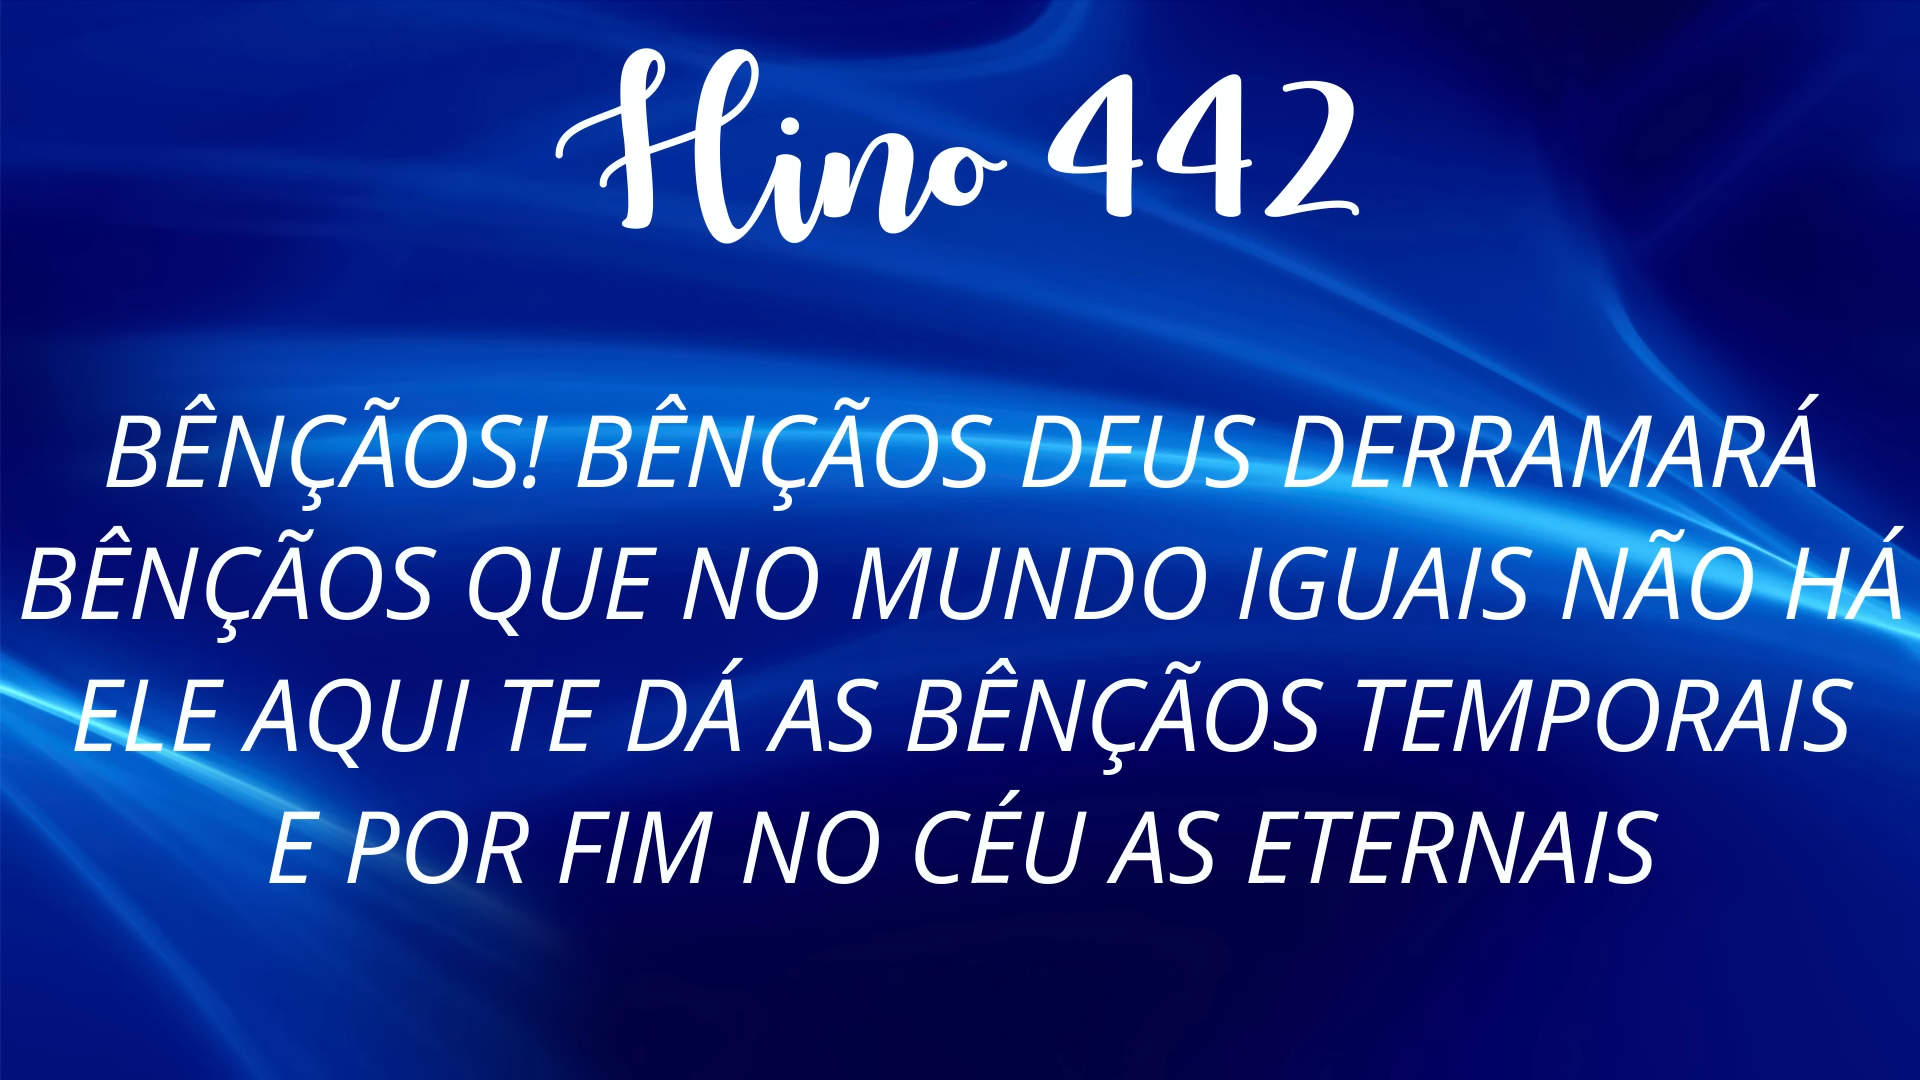 Hino 442
BÊNÇÃOS! BÊNÇÃOS DEUS DERRAMARÁ
BÊNÇÃOS QUE NO MUNDO IGUAIS NÃO HÁ
ELE AQUI TE DÁ AS BÊNÇÃOS TEMPORAIS
E POR FIM NO CÉU AS ETERNAIS